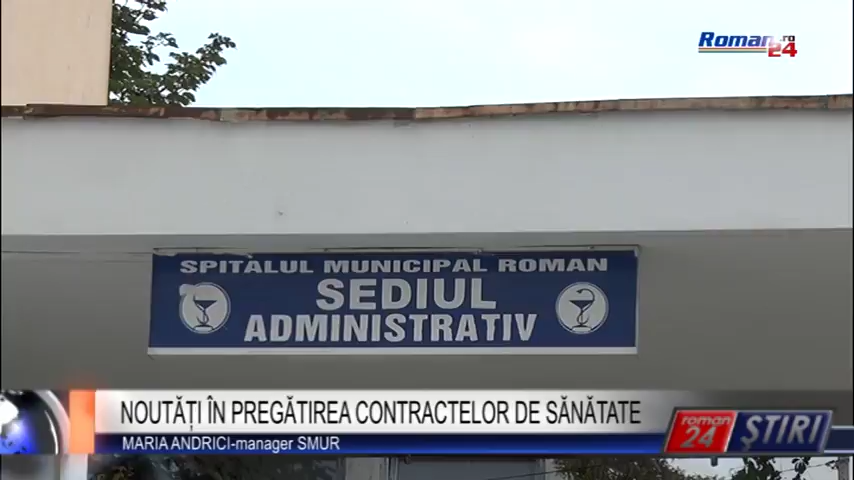 Roman.ro
24
SPITALUL MUNICIPAL ROMAN
SEDIUL
ADMINISTRATIV
NOUTĂȚI ÎN PREGĂTIREA CONTRACTELOR DE SĂNĂTATE
MARIA ANDRICI-manager SMUR
roman
24
ȘTIRI